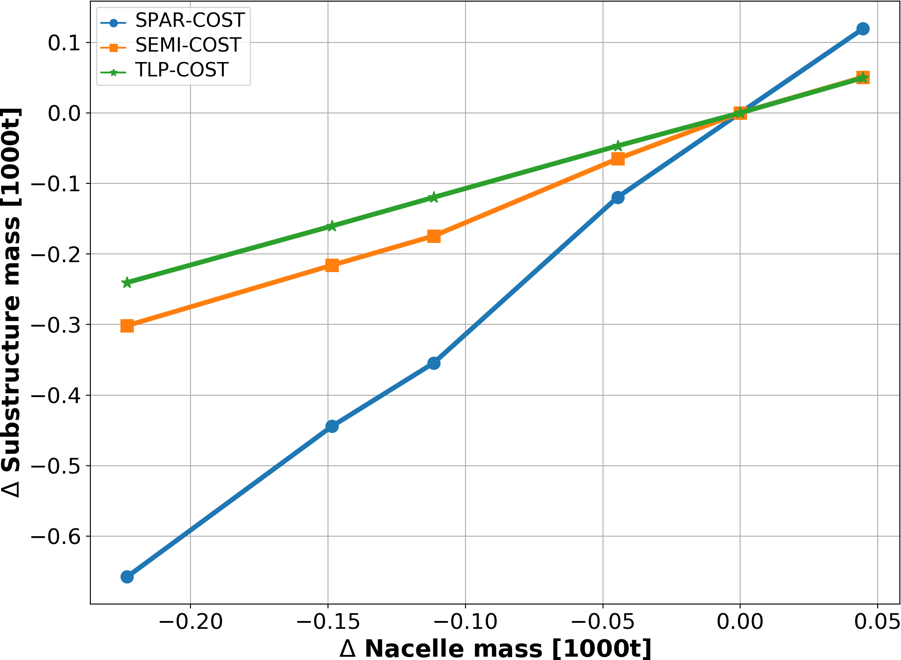 SPAR-COST
SEMI-COST
TLP-COST
0.1
0.0
−0.1
−0.2
−0.3
−0.4
−0.5
−0.6
Δ Substructure mass [1000t]
−0.20 −0.15 −0.10 −0.05 0.00 0.05
Δ Nacelle mass [1000t]